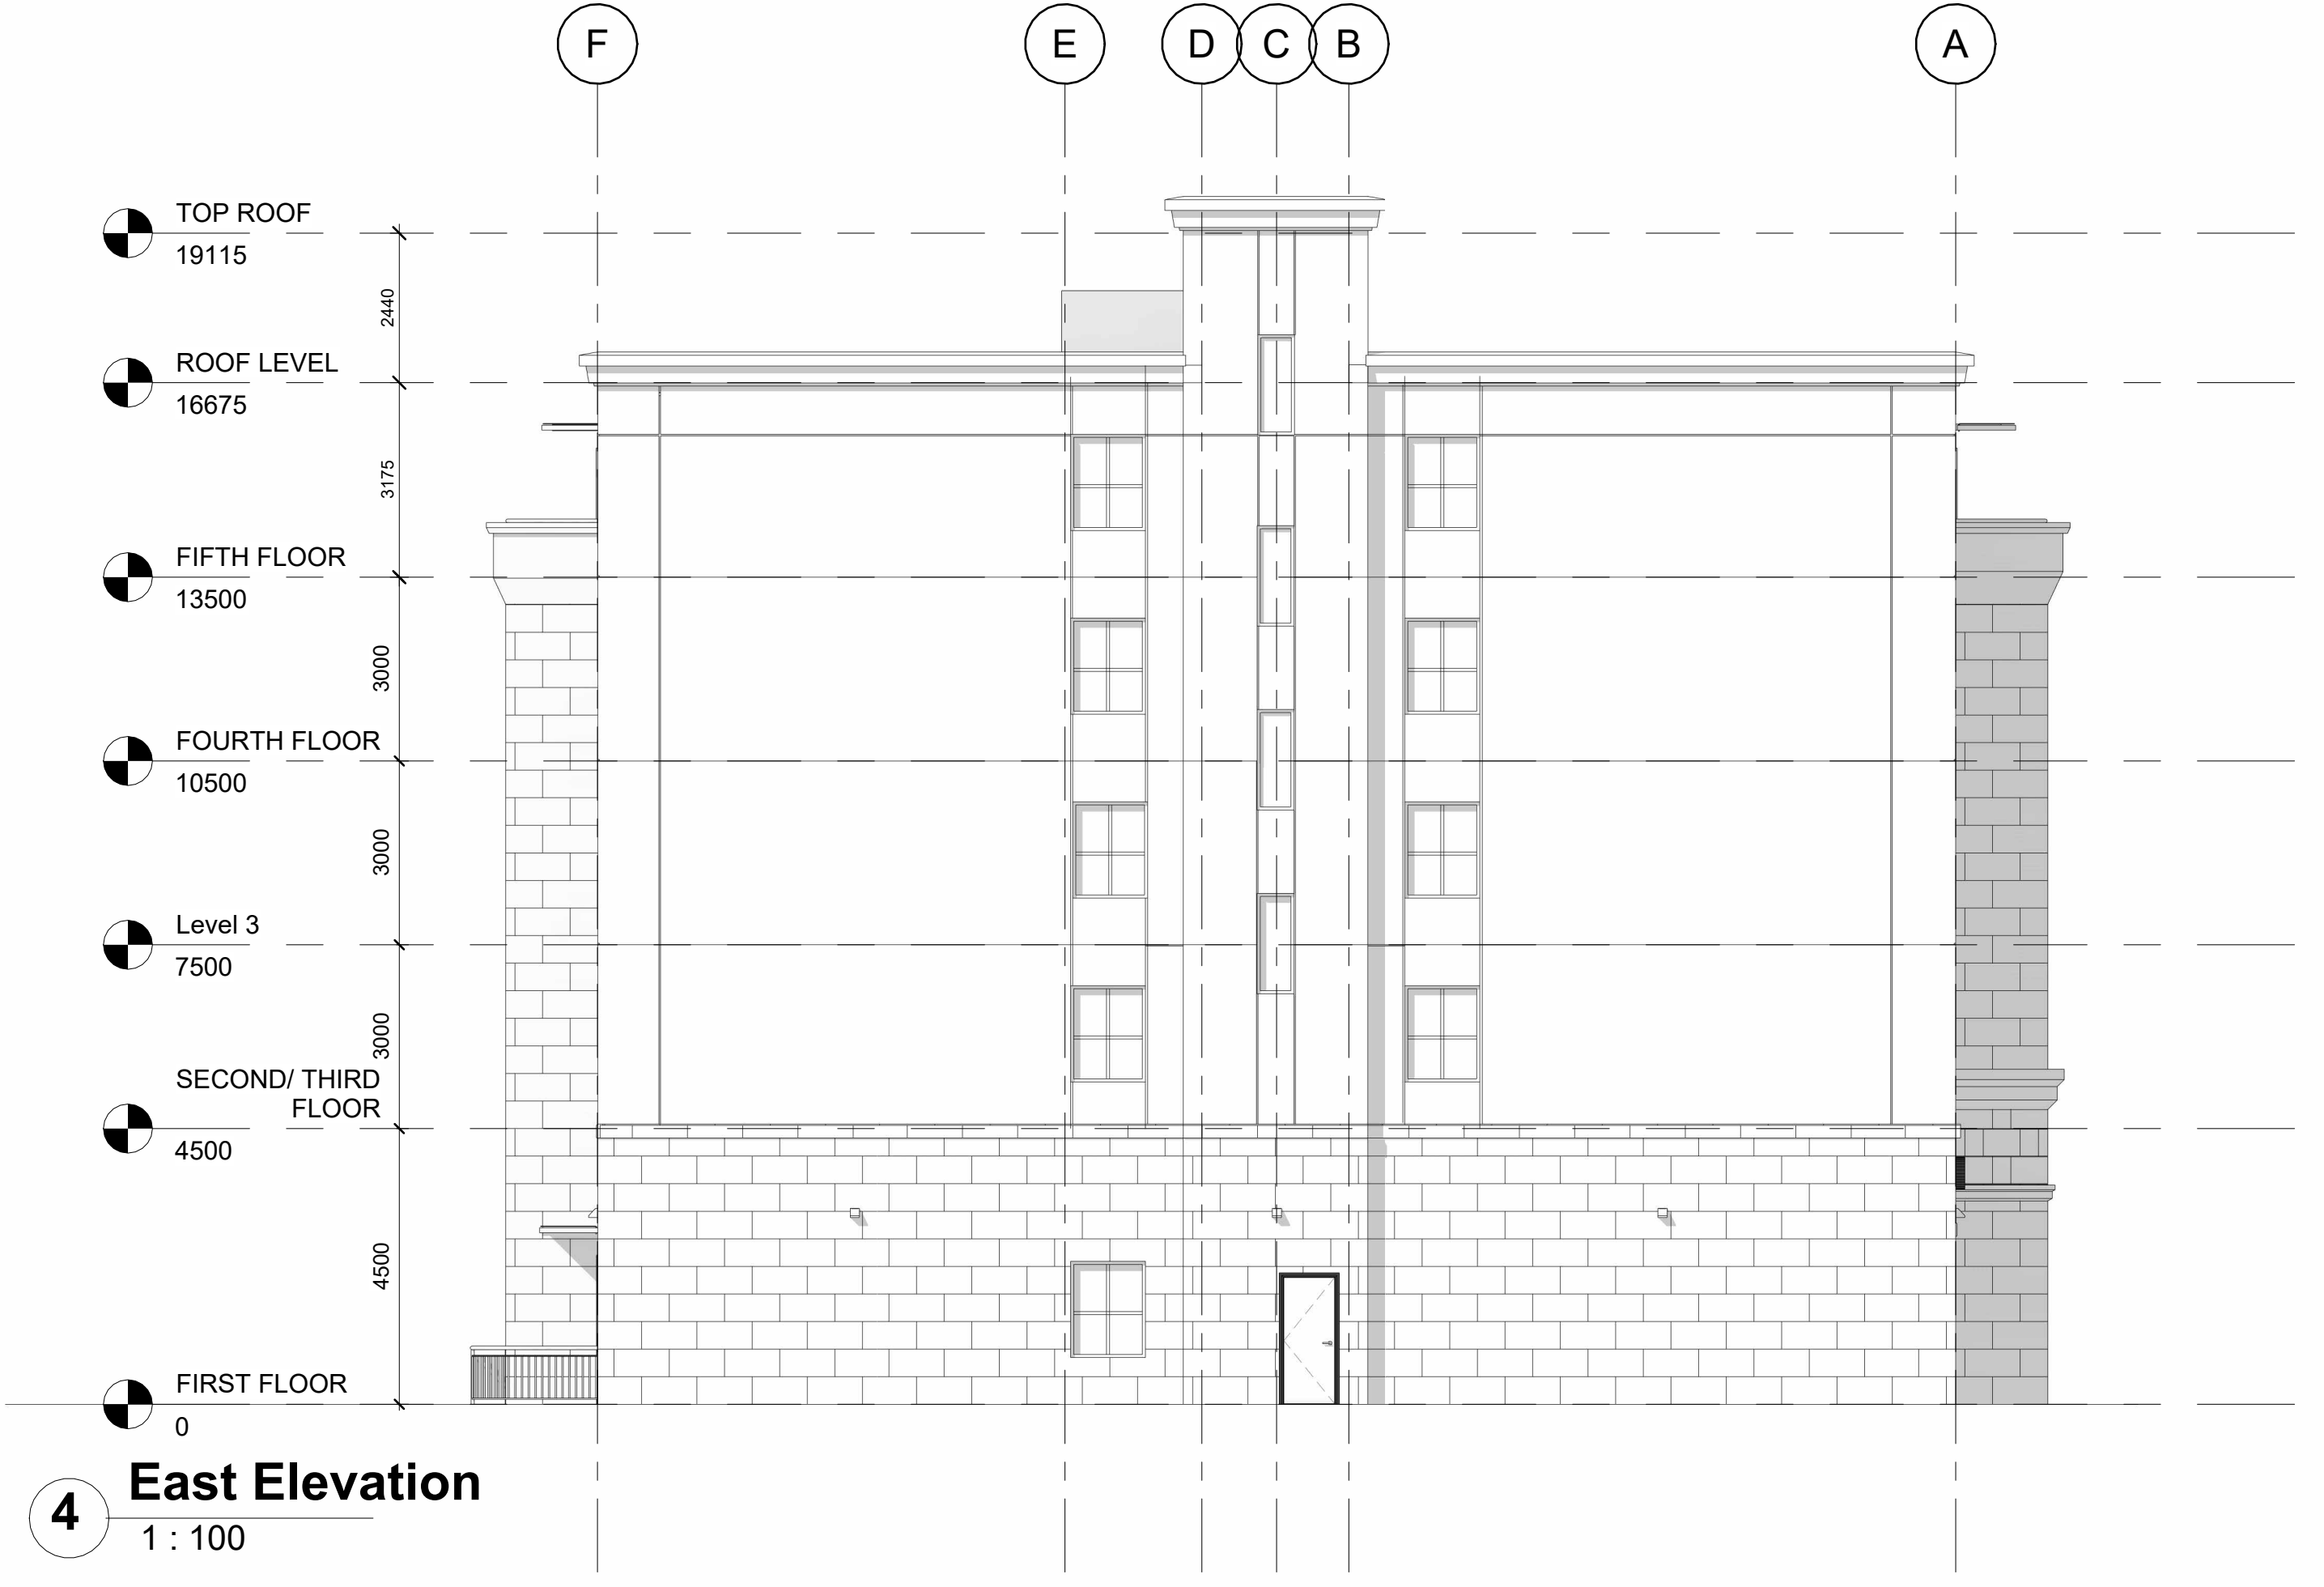 F
E
D
C
B
A
TOP ROOF
19115
2440
ROOF LEVEL
16675
3175
FIFTH FLOOR
13500
3000
FOURTH FLOOR
10500
3000
Level 3
7500
3000
SECOND/ THIRD
FLOOR
4500
4500
FIRST FLOOR
0
4
East Elevation
1 : 100